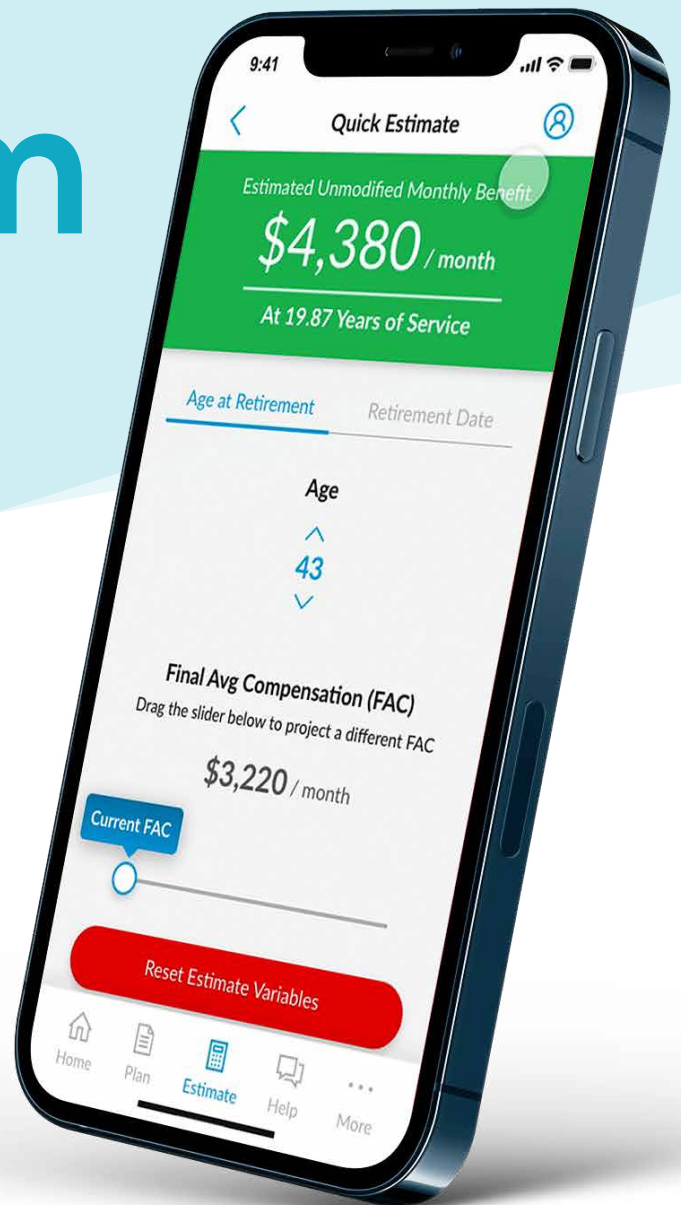 m
9:41
Quick Estimate
Estimated Unmodified Monthly Benefit
$4,380 / month
At 19.87 Years of Service
Age at Retirement Retirement Date
Age
43
Final Avg Compensation (FAC)
Drag the slider below to project a different FAC
$3,220 / month
Current FAC
Reset Estimate Variables
Home Plan Estimate Help More